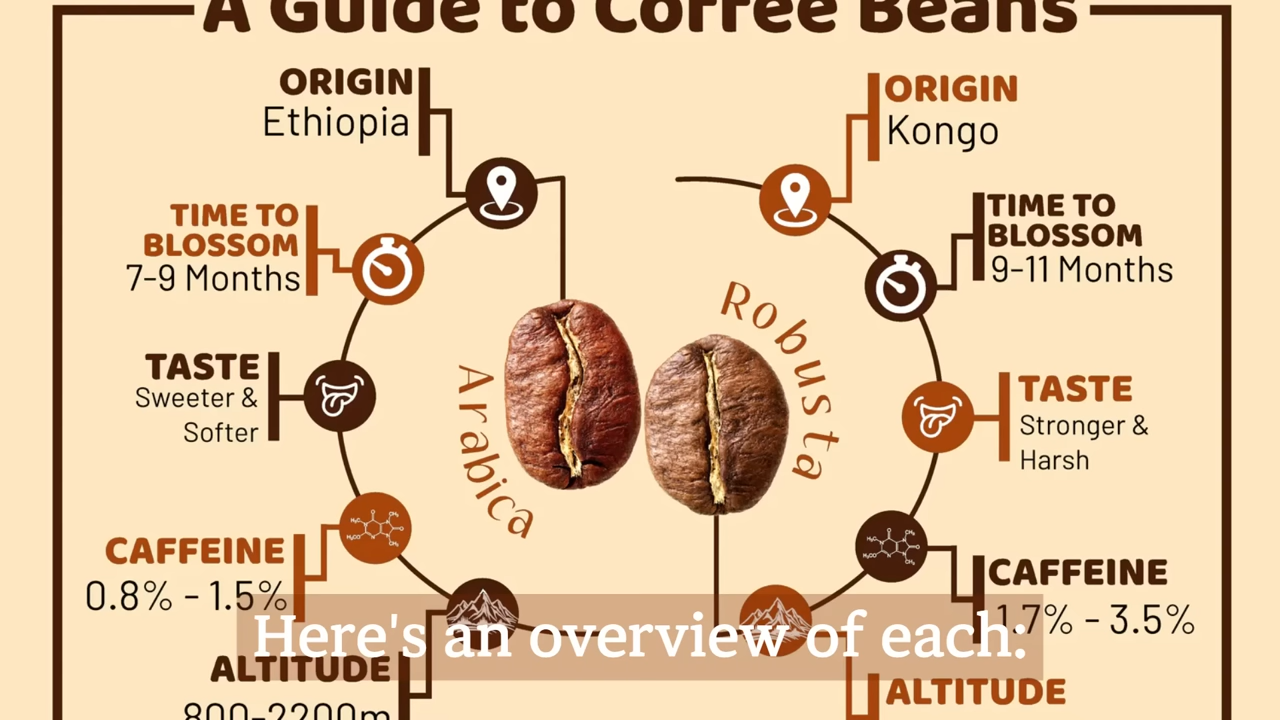 A Guide to Coffee Beans
ORIGIN
Ethiopia
TIME TO
BLOSSOM
7-9 Months
TASTE
Sweeter &
Softer
CAFFEINE
0.8% - 1.5%
ALTITUDE
800-2200m
Arabica
Robusta
ORIGIN
Kongo
TIME TO
BLOSSOM
9-11 Months
TASTE
Stronger &
Harsh
CAFFEINE
1.7% - 3.5%
ALTITUDE
Here's an overview of each: